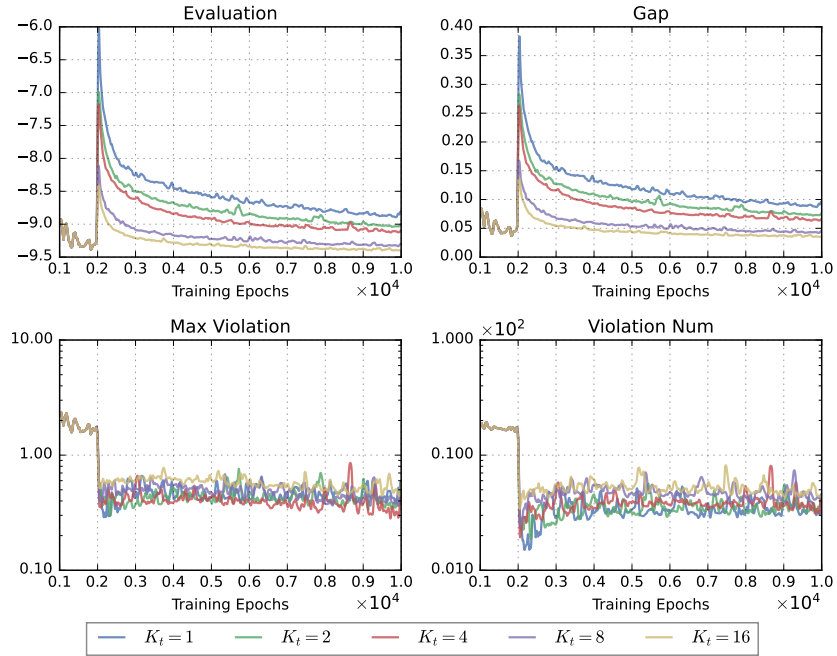 Evaluation
−6.0
−6.5
−7.0
−7.5
−8.0
−8.5
−9.0
−9.5
0.1 0.2 0.3 0.4 0.5 0.6 0.7 0.8 0.9 1.0
Training Epochs
×10⁴
Gap
0.40
0.35
0.30
0.25
0.20
0.15
0.10
0.05
0.00
0.1 0.2 0.3 0.4 0.5 0.6 0.7 0.8 0.9 1.0
Training Epochs
×10⁴
Max Violation
10.00
1.00
0.10
0.1 0.2 0.3 0.4 0.5 0.6 0.7 0.8 0.9 1.0
Training Epochs
×10⁴
×10²
Violation Num
1.000
0.100
0.010
0.1 0.2 0.3 0.4 0.5 0.6 0.7 0.8 0.9 1.0
Training Epochs
×10⁴
Kₜ = 1 Kₜ = 2 Kₜ = 4 Kₜ = 8 Kₜ = 16